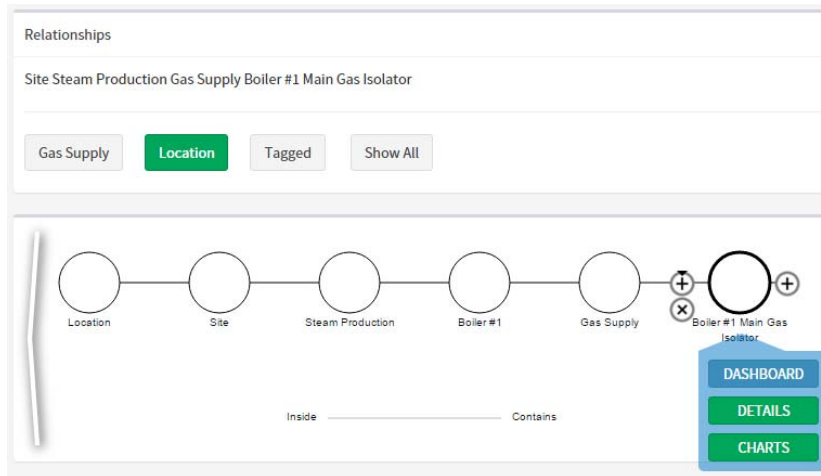 Relationships
Site Steam Production Gas Supply Boiler #1 Main Gas Isolator
Gas Supply Location Tagged Show All
Location Site Steam Production Boiler #1 Gas Supply Boiler #1 Main Gas
Isolator
DASHBOARD
Inside Contains DETAILS
CHARTS